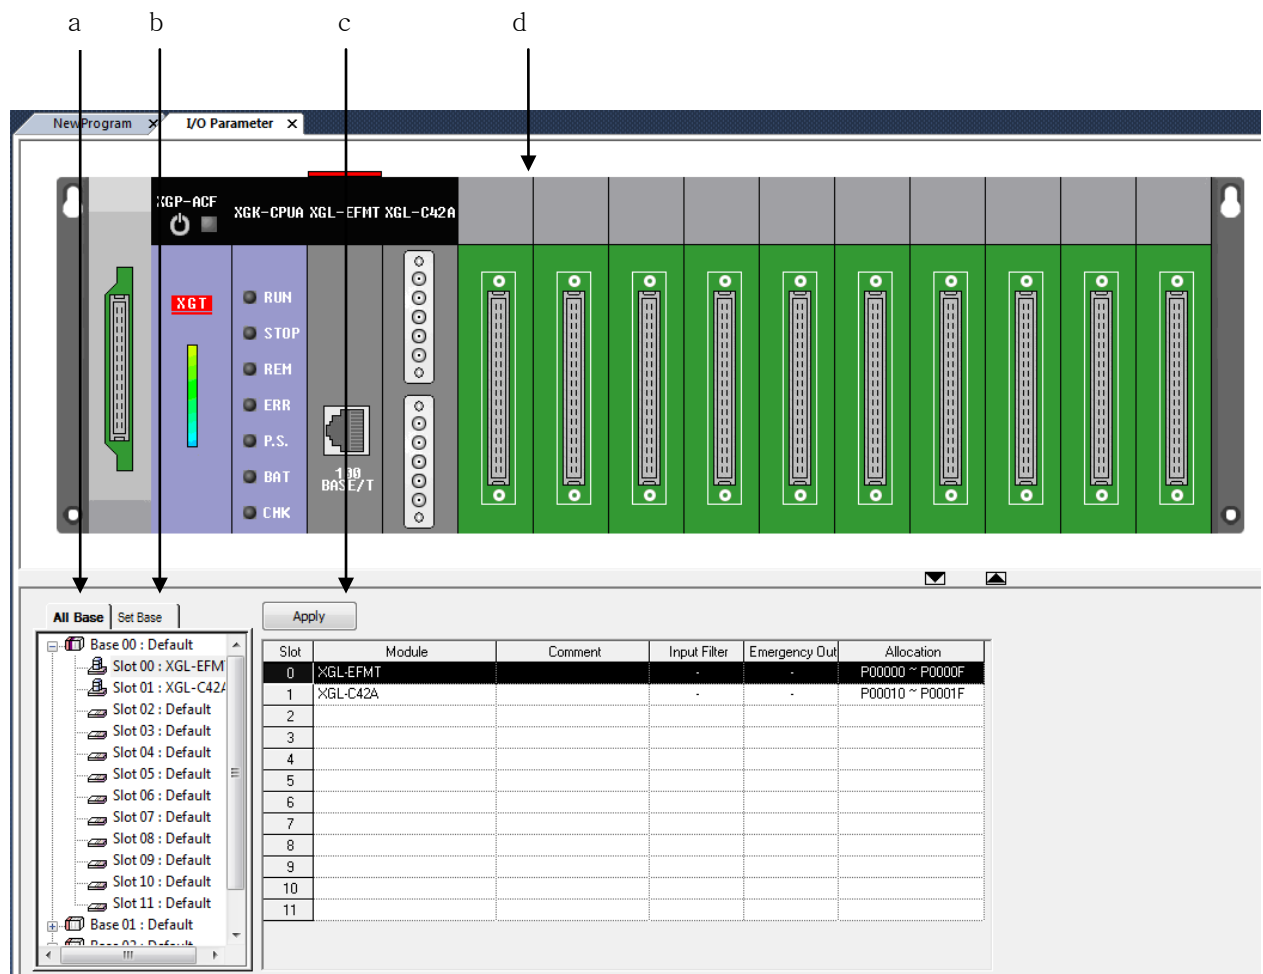 a b c d
NewProgram X I/O Parameter X
XGP-ACF
XGK-CPUA XGL-EFMT XGL-C42A
XGT
RUN
STOP
REM
ERR
P.S.
BAT
CHK
100
BASE/T
All Base Set Base Apply
Base 00 : Default
Slot 00 : XGL-EFM
Slot 01 : XGL-C42
Slot 02 : Default
Slot 03 : Default
Slot 04 : Default
Slot 05 : Default
Slot 06 : Default
Slot 07 : Default
Slot 08 : Default
Slot 09 : Default
Slot 10 : Default
Slot 11 : Default
Base 01 : Default
Slot Module Comment Input Filter Emergency Out Allocation
0 XGL-EFMT - - P00000 ~ P0000F
1 XGL-C42A - - P00010 ~ P0001F
2
3
4
5
6
7
8
9
10
11